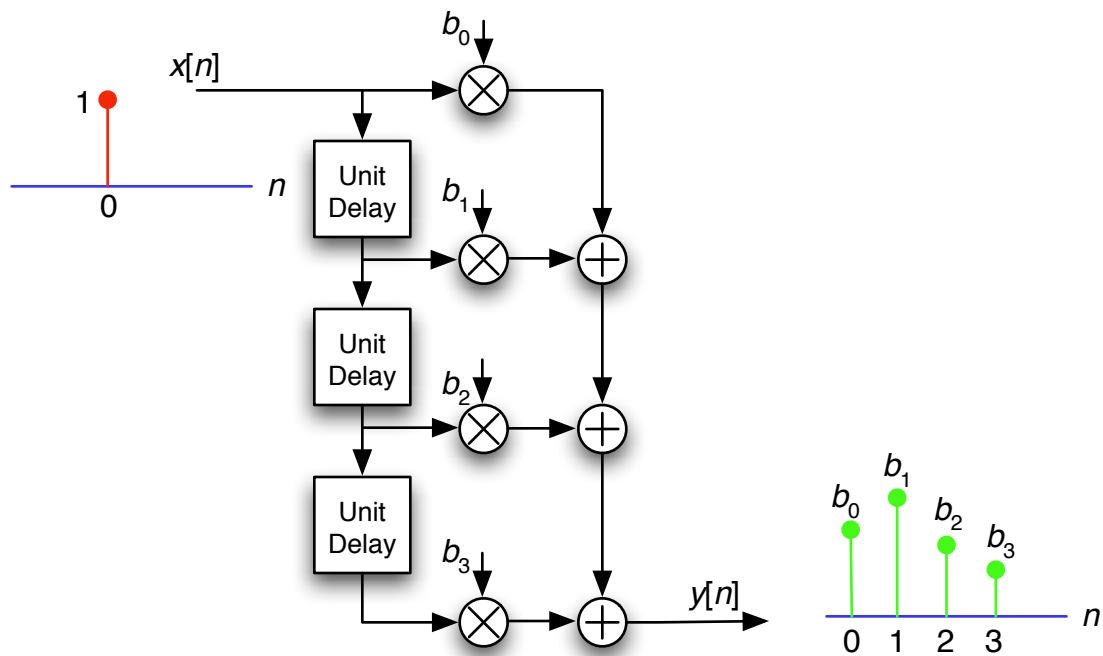 b₀
x[n]
1
n
0
Unit
Delay
b₁
Unit
Delay
b₂
Unit
Delay
b₃
y[n]
b₀
b₁
b₂
b₃
n
0 1 2 3